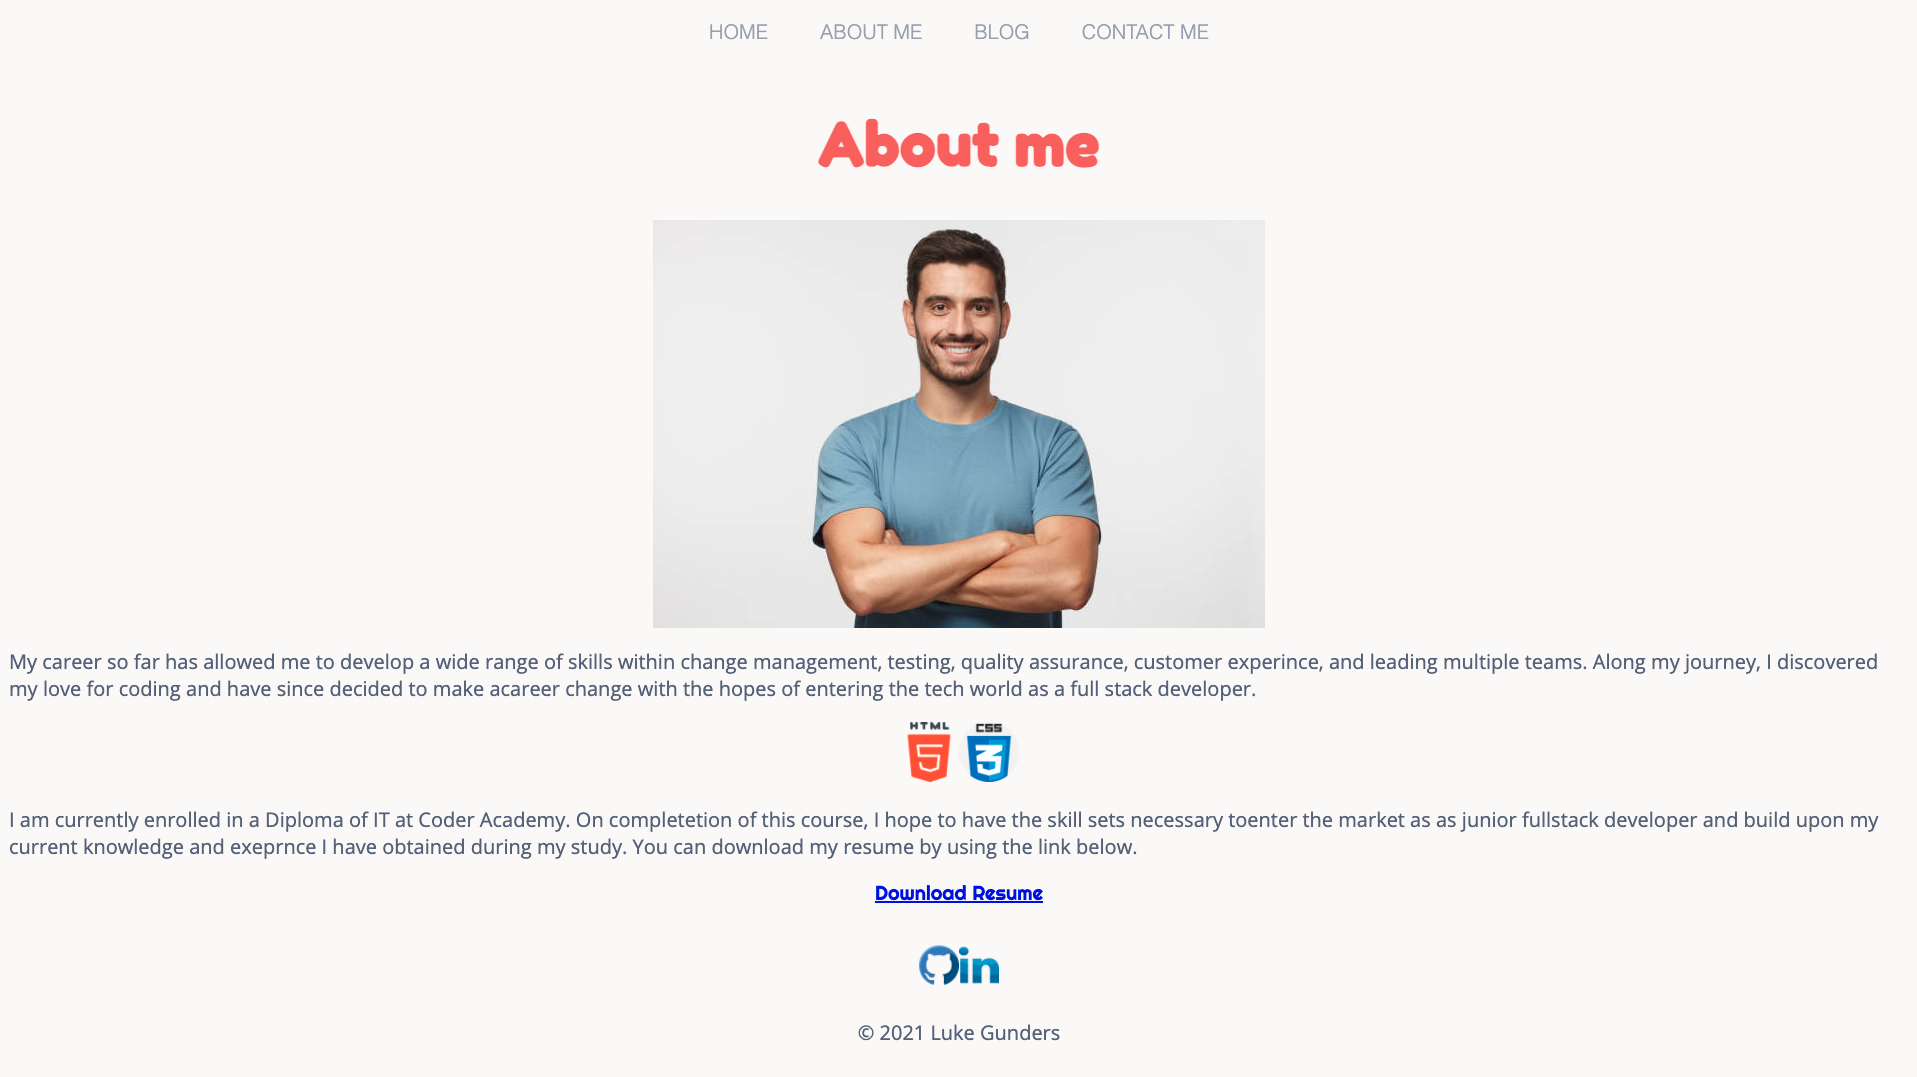 HOME ABOUT ME BLOG CONTACT ME
About me
My career so far has allowed me to develop a wide range of skills within change management, testing, quality assurance, customer experince, and leading multiple teams. Along my journey, I discovered
my love for coding and have since decided to make acareer change with the hopes of entering the tech world as a full stack developer.
HTML CSS
5 3
I am currently enrolled in a Diploma of IT at Coder Academy. On completetion of this course, I hope to have the skill sets necessary toenter the market as as junior fullstack developer and build upon my
current knowledge and exeprnce I have obtained during my study. You can download my resume by using the link below.
Download Resume
in
© 2021 Luke Gunders